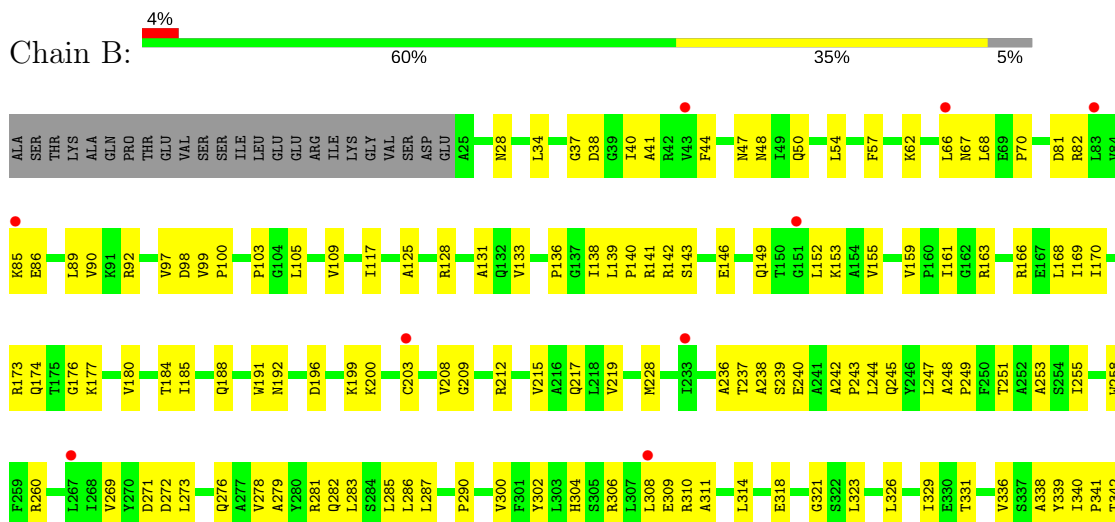 4%
Chain B:
60% 35% 5%
ALA SER THR LYS ALA GLN PRO THR GLU VAL SER SER ILE LEU GLU GLU ARG ILE LYS GLY VAL SER ASP GLU A25 N28 L34 G37 D38 G39 I40 A41 R42 V43 F44 N47 N48 I49 Q50 L54 F57 K62 L66 N67 L68 E69 P70 D81 R82 L83 V84
K85 E86 L89 V90 K91 R92 V97 D98 V99 P100 P103 G104 L105 V109 I117 A125 R128 A131 Q132 V133 P136 G137 I138 L139 P140 R141 R142 S143 E146 Q149 T150 G151 L152 K153 A154 V155 V159 P160 I161 G162 R163 R166 E167 L168 I169 I170
R173 Q174 T175 G176 K177 V180 T184 I185 Q188 W191 N192 D196 K199 K200 C203 V208 G209 R212 V215 A216 Q217 L218 V219 M228 I233 A236 T237 A238 S239 E240 A241 A242 P243 L244 Q245 Y246 L247 A248 P249 F250 T251 A252 A253 S254 I255 W258
F259 R260 L267 I268 V269 Y270 D271 D272 L273 Q276 A277 V278 A279 Y280 R281 Q282 L283 S284 L285 L286 L287 P290 V300 F301 Y302 L303 H304 S305 R306 L307 L308 E309 R310 A311 L314 E318 G321 S322 L323 L326 I329 E330 T331 V336 S337 A338 Y339 I340 P341